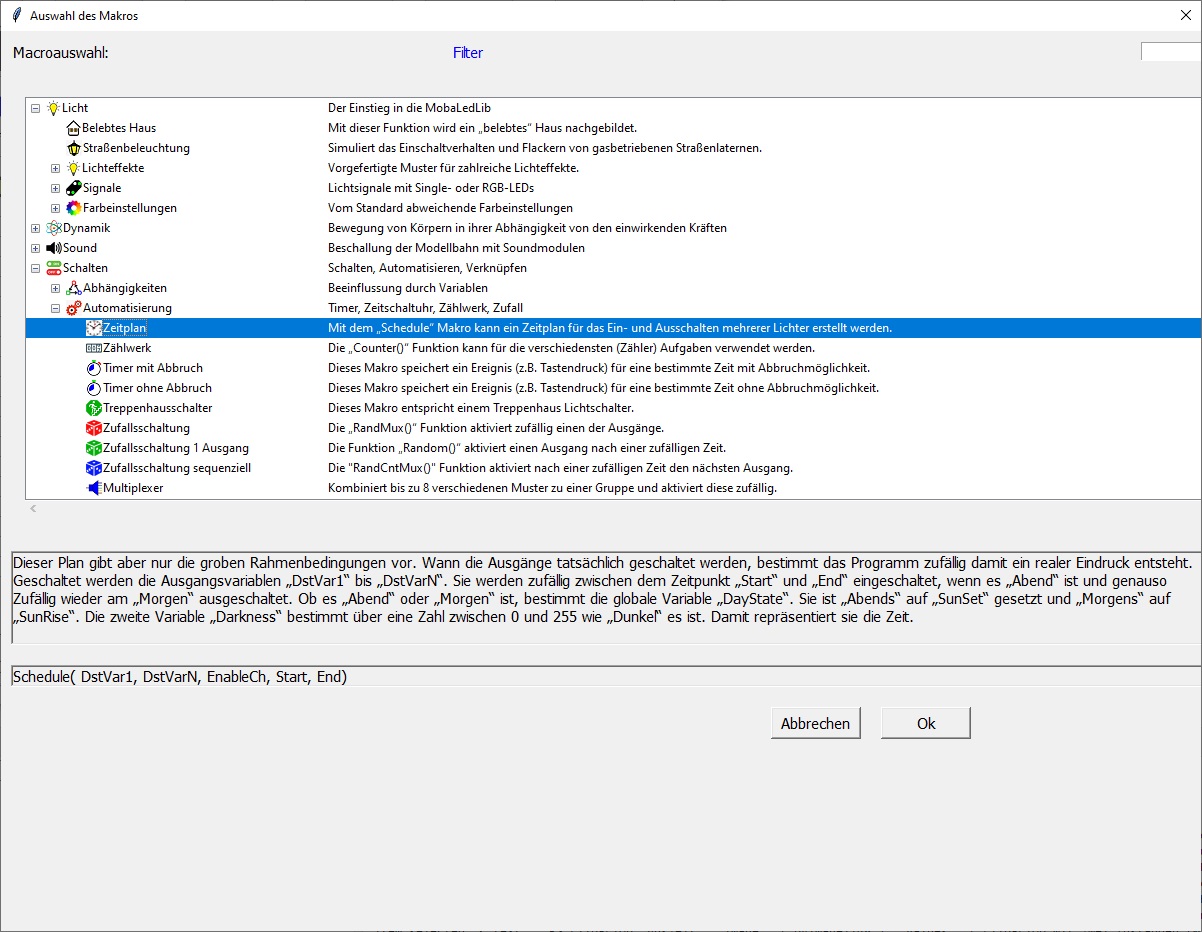 Auswahl des Makros
Macroauswahl: Filter
Licht Der Einstieg in die MobaLedLib
Belebtes Haus Mit dieser Funktion wird ein „belebtes“ Haus nachgebildet.
Straßenbeleuchtung Simuliert das Einschaltverhalten und Flackern von gasbetriebenen Straßenlaternen.
Lichteffekte Vorgefertigte Muster für zahlreiche Lichteffekte.
Signale Lichtsignale mit Single- oder RGB-LEDs
Farbeinstellungen Vom Standard abweichende Farbeinstellungen
Dynamik Bewegung von Körpern in ihrer Abhängigkeit von den einwirkenden Kräften
Sound Beschallung der Modellbahn mit Soundmodulen
Schalten Schalten, Automatisieren, Verknüpfen
Abhängigkeiten Beeinflussung durch Variablen
Automatisierung Timer, Zeitschaltuhr, Zählwerk, Zufall
Zeitplan Mit dem „Schedule“ Makro kann ein Zeitplan für das Ein- und Ausschalten mehrerer Lichter erstellt werden.
Zählwerk Die „Counter()“ Funktion kann für die verschiedensten (Zähler) Aufgaben verwendet werden.
Timer mit Abbruch Dieses Makro speichert ein Ereignis (z.B. Tastendruck) für eine bestimmte Zeit mit Abbruchmöglichkeit.
Timer ohne Abbruch Dieses Makro speichert ein Ereignis (z.B. Tastendruck) für eine bestimmte Zeit ohne Abbruchmöglichkeit.
Treppenhausschalter Dieses Makro entspricht einem Treppenhaus Lichtschalter.
Zufallsschaltung Die „RandMux()“ Funktion aktiviert zufällig einen der Ausgänge.
Zufallsschaltung 1 Ausgang Die Funktion „Random()“ aktiviert einen Ausgang nach einer zufälligen Zeit.
Zufallsschaltung sequenziell Die "RandCntMux()" Funktion aktiviert nach einer zufälligen Zeit den nächsten Ausgang.
Multiplexer Kombiniert bis zu 8 verschiedenen Muster zu einer Gruppe und aktiviert diese zufällig.
Dieser Plan gibt aber nur die groben Rahmenbedingungen vor. Wann die Ausgänge tatsächlich geschaltet werden, bestimmt das Programm zufällig damit ein realer Eindruck entsteht.
Geschaltet werden die Ausgangsvariablen „DstVar1“ bis „DstVarN“. Sie werden zufällig zwischen dem Zeitpunkt „Start“ und „End“ eingeschaltet, wenn es „Abend“ ist und genauso
Zufällig wieder am „Morgen“ ausgeschaltet. Ob es „Abend“ oder „Morgen“ ist, bestimmt die globale Variable „DayState“. Sie ist „Abends“ auf „SunSet“ gesetzt und „Morgens“ auf
„SunRise“. Die zweite Variable „Darkness“ bestimmt über eine Zahl zwischen 0 und 255 wie „Dunkel“ es ist. Damit repräsentiert sie die Zeit.
Schedule( DstVar1, DstVarN, EnableCh, Start, End)
Abbrechen Ok